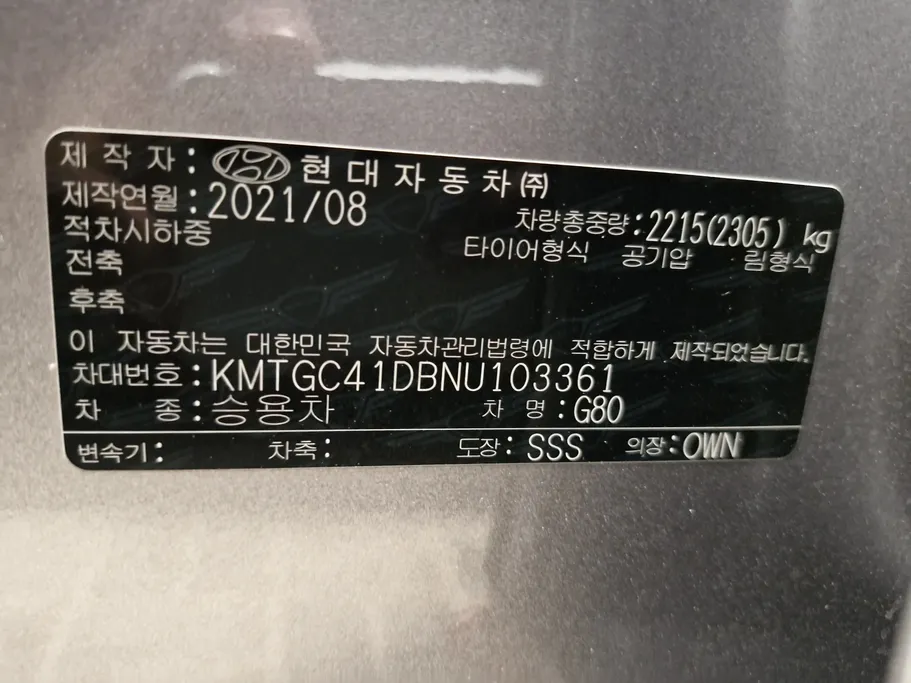 제 작 자 : 현 대 자 동 차 ㈜
제작연월 : 2021/08 차량총중량 : 2215(2305) kg
적차시하중 타이어형식 공기압 림형식
전축
후축
이 자동차는 대한민국 자동차관리법령에 적합하게 제작되었습니다.
차대번호 : KMTGC41DBNU103361
차 종 : 승용차 차 명 : G80
변속기 : 차축 : 도장 : SSS 의장 : OWN